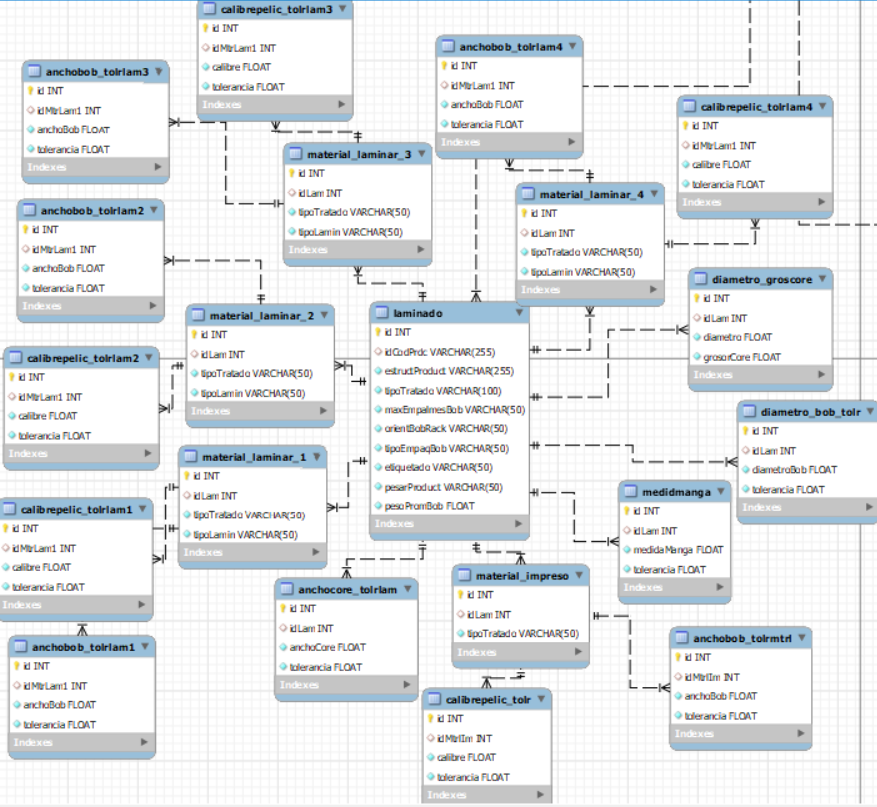 calibrepelic_tolrlam3
id INT
idMtrLam1 INT
calibre FLOAT
tolerancia FLOAT
Indexes
anchobob_tolrlam4
id INT
idMtrLam1 INT
anchoBob FLOAT
tolerancia FLOAT
Indexes
anchobob_tolrlam3
id INT
idMtrLam1 INT
anchoBob FLOAT
tolerancia FLOAT
Indexes
calibrepelic_tolrlam4
id INT
idMtrLam1 INT
calibre FLOAT
tolerancia FLOAT
Indexes
material_laminar_3
id INT
idLam INT
tipoTratado VARCHAR(50)
tipoLamin VARCHAR(50)
Indexes
material_laminar_4
id INT
idLam INT
tipoTratado VARCHAR(50)
tipoLamin VARCHAR(50)
Indexes
anchobob_tolrlam2
id INT
idMtrLam1 INT
anchoBob FLOAT
tolerancia FLOAT
Indexes
diametro_groscore
id INT
idLam INT
diametro FLOAT
grosorCore FLOAT
Indexes
material_laminar_2
id INT
idLam INT
tipoTratado VARCHAR(50)
tipoLamin VARCHAR(50)
Indexes
laminado
id INT
idCodPrdc VARCHAR(255)
estructProduct VARCHAR(255)
tipoTratado VARCHAR(100)
maxEmpalmesBob VARCHAR(50)
orientBobRack VARCHAR(50)
tipoEmpaqBob VARCHAR(50)
etiquetado VARCHAR(50)
pesarProduct VARCHAR(50)
pesoPromBob FLOAT
Indexes
calibrepelic_tolrlam2
id INT
idMtrLam1 INT
calibre FLOAT
tolerancia FLOAT
Indexes
diametro_bob_tolr
id INT
idLam INT
diametroBob FLOAT
tolerancia FLOAT
Indexes
material_laminar_1
id INT
idLam INT
tipoTratado VARCHAR(50)
tipoLamin VARCHAR(50)
Indexes
medidmanga
id INT
idLam INT
medidaManga FLOAT
tolerancia FLOAT
Indexes
calibrepelic_tolrlam1
id INT
idMtrLam1 INT
calibre FLOAT
tolerancia FLOAT
Indexes
material_impreso
id INT
idLam INT
tipoTratado VARCHAR(50)
Indexes
anchocore_tolrlam
id INT
idLam INT
anchoCore FLOAT
tolerancia FLOAT
Indexes
anchobob_tolrmtrl
id INT
idMtrlIm INT
anchoBob FLOAT
tolerancia FLOAT
Indexes
anchobob_tolrlam1
id INT
idMtrLam1 INT
anchoBob FLOAT
tolerancia FLOAT
Indexes
calibrepelic_tolr
id INT
idMtrlIm INT
calibre FLOAT
tolerancia FLOAT
Indexes